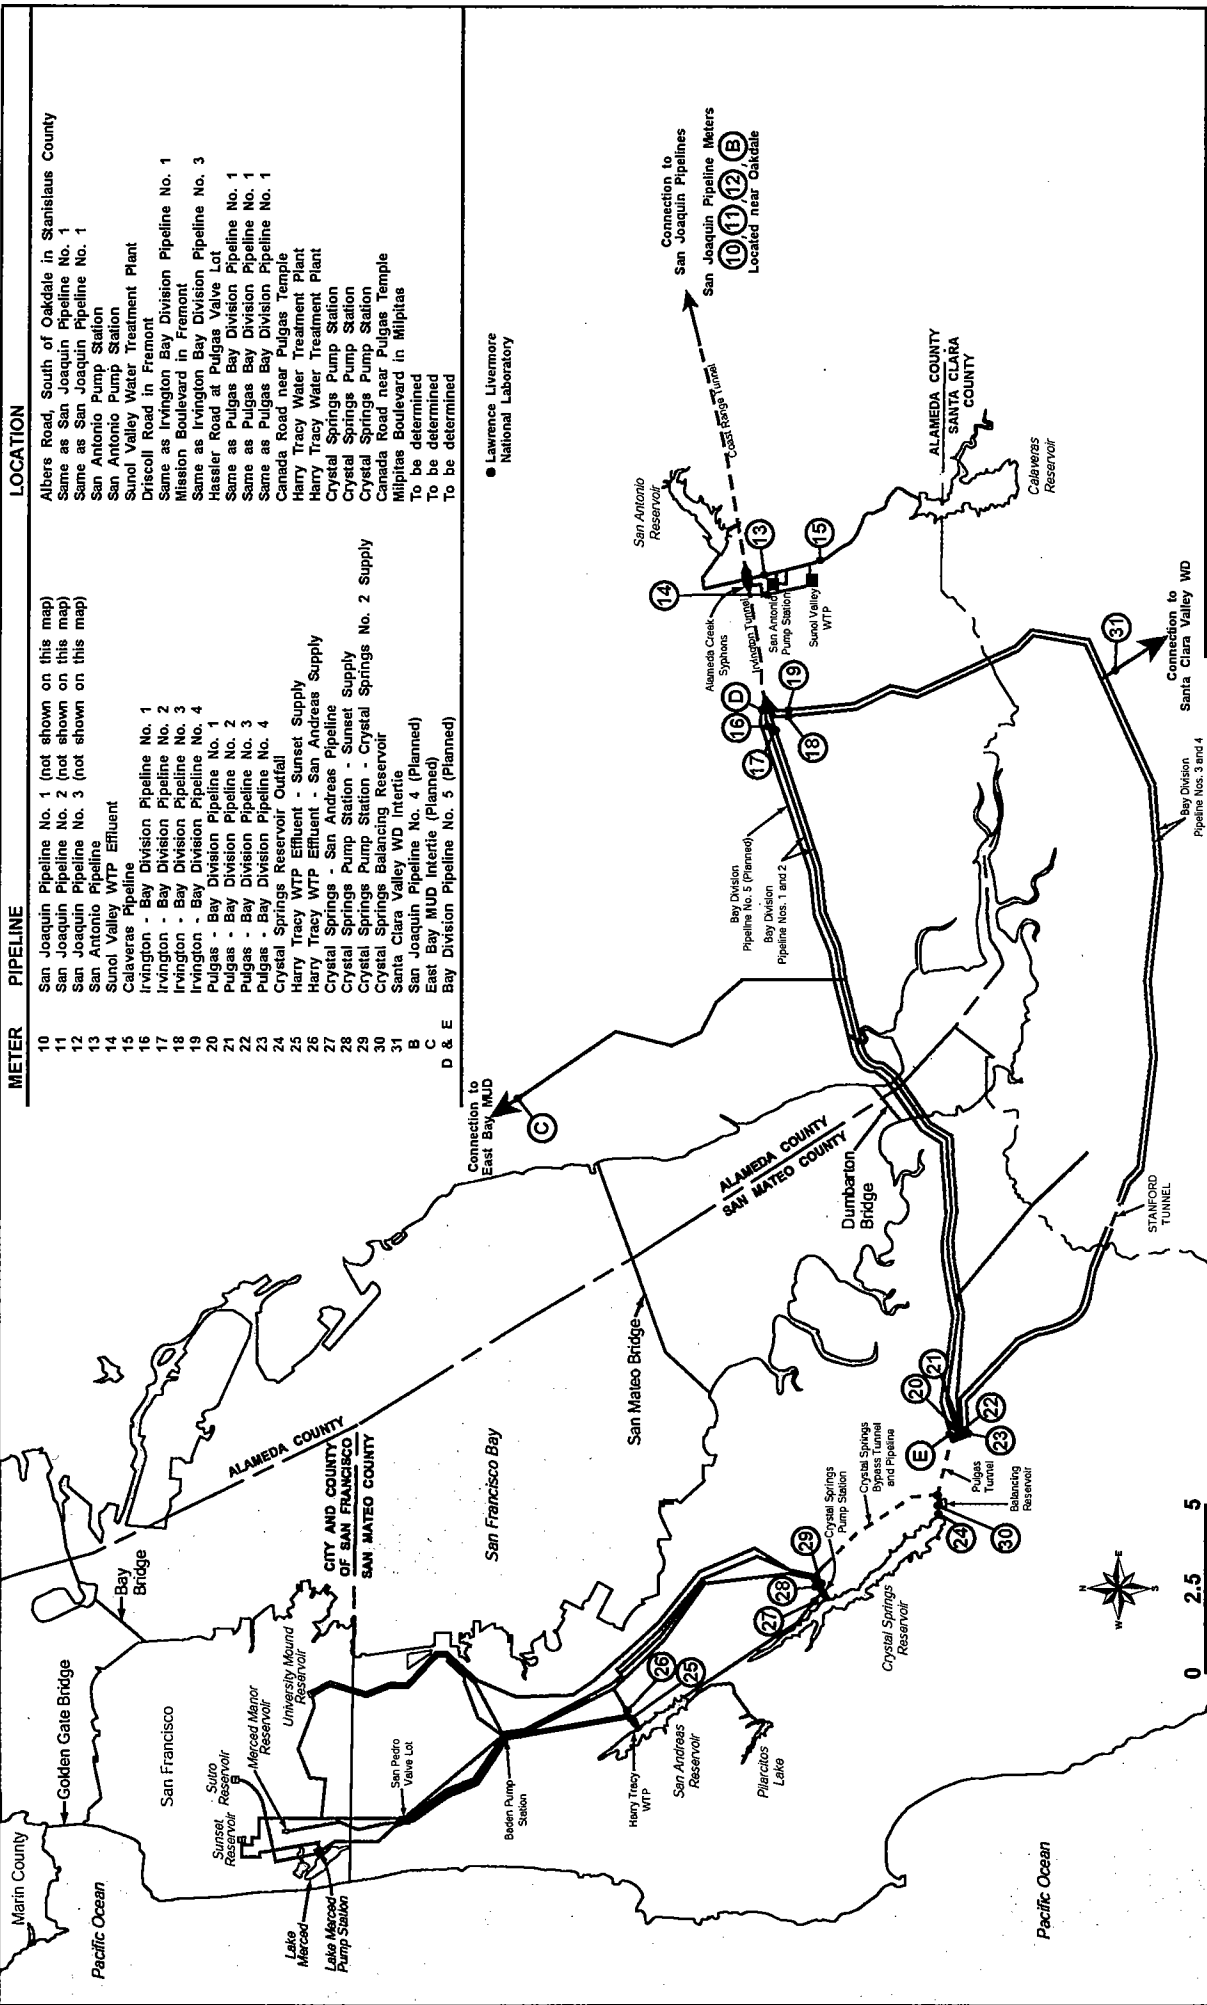 METER PIPELINE LOCATION
10 San Joaquin Pipeline No. 1 (not shown on this map) Albers Road, South of Oakdale in Stanislaus County
11 San Joaquin Pipeline No. 2 (not shown on this map) Same as San Joaquin Pipeline No. 1
12 San Joaquin Pipeline No. 3 (not shown on this map) Same as San Joaquin Pipeline No. 1
13 San Antonio Pipeline San Antonio Pump Station
14 Sunol Valley WTP Effluent San Antonio Pump Station
15 Calaveras Pipeline Sunol Valley Water Treatment Plant
16 Irvington - Bay Division Pipeline No. 1 Driscoll Road in Fremont
17 Irvington - Bay Division Pipeline No. 2 Same as Irvington Bay Division Pipeline No. 1
18 Irvington - Bay Division Pipeline No. 3 Mission Boulevard in Fremont
19 Irvington - Bay Division Pipeline No. 4 Same as Irvington Bay Division Pipeline No. 3
20 Pulgas - Bay Division Pipeline No. 1 Hassler Road at Pulgas Valve Lot
21 Pulgas - Bay Division Pipeline No. 2 Same as Pulgas Bay Division Pipeline No. 1
22 Pulgas - Bay Division Pipeline No. 3 Same as Pulgas Bay Division Pipeline No. 1
23 Pulgas - Bay Division Pipeline No. 4 Same as Pulgas Bay Division Pipeline No. 1
24 Crystal Springs Reservoir Outfall Canada Road near Pulgas Temple
25 Harry Tracy WTP Effluent - Sunset Supply Harry Tracy Water Treatment Plant
26 Harry Tracy WTP Effluent - San Andreas Supply Harry Tracy Water Treatment Plant
27 Crystal Springs - San Andreas Pipeline Crystal Springs Pump Station
28 Crystal Springs Pump Station - Sunset Supply Crystal Springs Pump Station
29 Crystal Springs Pump Station - Crystal Springs No. 2 Supply Crystal Springs Pump Station
30 Crystal Springs Balancing Reservoir Canada Road near Pulgas Temple
31 Santa Clara Valley WD Intertie Milpitas Boulevard in Milpitas
B San Joaquin Pipeline No. 4 (Planned) To be determined
C East Bay MUD Intertie (Planned) To be determined
D & E Bay Division Pipeline No. 5 (Planned) To be determined
Marin County
Golden Gate Bridge
Pacific Ocean
Bay
Bridge
San Francisco
Sutro
Reservoir
Sunset
Reservoir
Merced Manor
Reservoir
University Mound
Reservoir
Lake
Merced
Lake Merced
Pump Station
ALAMEDA COUNTY
CITY AND COUNTY
OF SAN FRANCISCO
SAN MATEO COUNTY
San Pedro
Valve Lot
San Francisco Bay
Baden Pump
Station
Harry Tracy
WTP
San Andreas
Reservoir
Pilarcitos
Lake
26
25
27
28
29
Crystal Springs
Pump Station
Crystal Springs
Bypass Tunnel
and Pipeline
Crystal Springs
Reservoir
San Mateo Bridge
Connection to
East Bay MUD
C
ALAMEDA COUNTY
SAN MATEO COUNTY
Dumbarton
Bridge
20
21
E
22
23
Pulgas
Tunnel
Balancing
Reservoir
24
30
STANFORD
TUNNEL
Bay Division
Pipeline No. 5 (Planned)
Bay Division
Pipeline Nos. 1 and 2
Bay Division
Pipeline Nos. 3 and 4
Lawrence Livermore
National Laboratory
San Antonio
Reservoir
14
Alameda Creek
Syphons
Irvington Tunnel
San Antonio
Pump Station
Sunol Valley
WTP
13
15
D
16
17
18
19
Coast Range Tunnel
Connection to
San Joaquin Pipelines
San Joaquin Pipeline Meters
10, 11, 12, B
Located near Oakdale
ALAMEDA COUNTY
SANTA CLARA
COUNTY
Calaveras
Reservoir
31
Connection to
Santa Clara Valley WD
Pacific Ocean
N
W
E
S
0 2.5 5